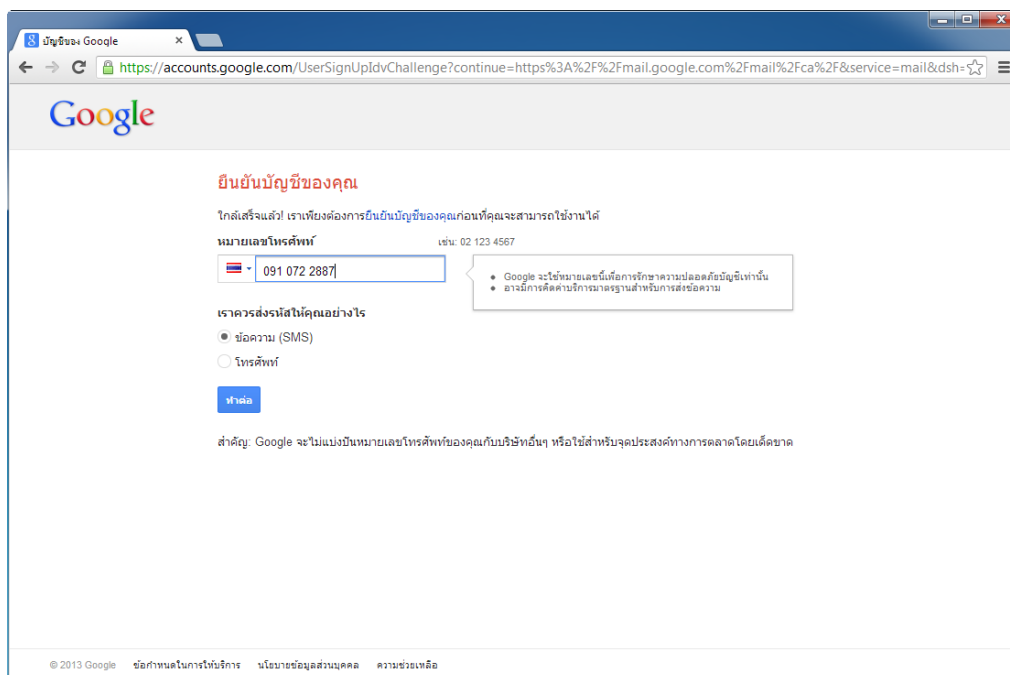 บัญชีของ Google
https://accounts.google.com/UserSignUpIdvChallenge?continue=https%3A%2F%2Fmail.google.com%2Fmail%2Fca%2F&service=mail&dsh=
Google
ยืนยันบัญชีของคุณ
ใกล้เสร็จแล้ว! เราเพียงต้องการยืนยันบัญชีของคุณก่อนที่คุณจะสามารถใช้งานได้
หมายเลขโทรศัพท์ เช่น: 02 123 4567
091 072 2887
Google จะใช้หมายเลขนี้เพื่อการรักษาความปลอดภัยบัญชีเท่านั้น
อาจมีการคิดค่าบริการมาตรฐานสำหรับการส่งข้อความ
เราควรส่งรหัสให้คุณอย่างไร
ข้อความ (SMS)
โทรศัพท์
ทำต่อ
สำคัญ: Google จะไม่แบ่งปันหมายเลขโทรศัพท์ของคุณกับบริษัทอื่นๆ หรือใช้สำหรับจุดประสงค์ทางการตลาดโดยเด็ดขาด
© 2013 Google ข้อกำหนดในการให้บริการ นโยบายข้อมูลส่วนบุคคล ความช่วยเหลือ